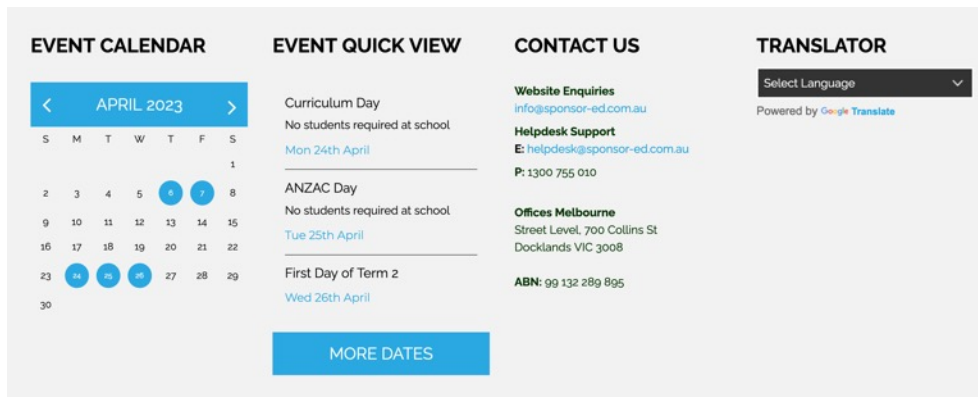 EVENT CALENDAR
APRIL 2023
S M T W T F S
1
2 3 4 5 6 7 8
9 10 11 12 13 14 15
16 17 18 19 20 21 22
23 24 25 26 27 28 29
30
EVENT QUICK VIEW
Curriculum Day
No students required at school
Mon 24th April
ANZAC Day
No students required at school
Tue 25th April
First Day of Term 2
Wed 26th April
MORE DATES
CONTACT US
Website Enquiries
info@sponsor-ed.com.au
Helpdesk Support
E: helpdesk@sponsor-ed.com.au
P: 1300 755 010
Offices Melbourne
Street Level, 700 Collins St
Docklands VIC 3008
ABN: 99 132 289 895
TRANSLATOR
Select Language
Powered by Google Translate